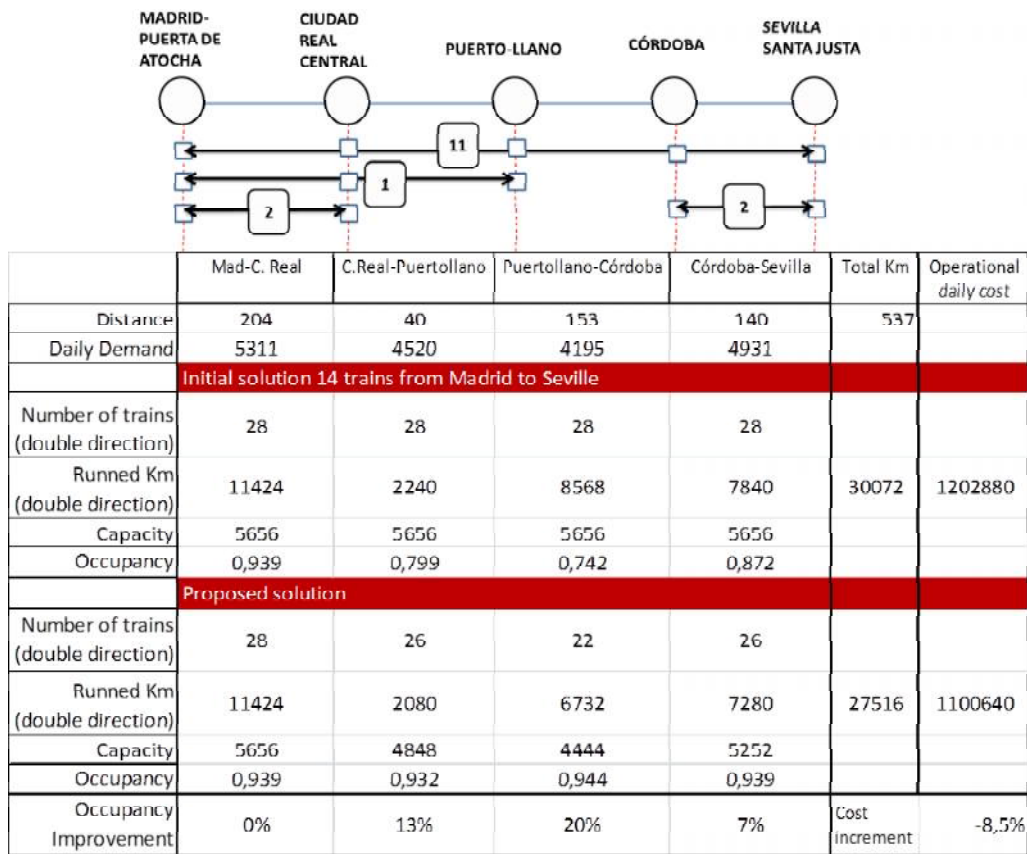 MADRID-
PUERTA DE
ATOCHA
CIUDAD
REAL
CENTRAL
PUERTO-LLANO
CÓRDOBA
SEVILLA
SANTA JUSTA
11
1
2
2
Mad-C. Real C.Real-Puertollano Puertollano-Córdoba Córdoba-Sevilla Total Km Operational
daily cost
Distance 204 40 153 140 537
Daily Demand 5311 4520 4195 4931
Initial solution 14 trains from Madrid to Seville
Number of trains
(double direction) 28 28 28 28
Runned Km
(double direction) 11424 2240 8568 7840 30072 1202880
Capacity 5656 5656 5656 5656
Occupancy 0,939 0,799 0,742 0,872
Proposed solution
Number of trains
(double direction) 28 26 22 26
Runned Km
(double direction) 11424 2080 6732 7280 27516 1100640
Capacity 5656 4848 4444 5252
Occupancy 0,939 0,932 0,944 0,939
Occupancy
Improvement 0% 13% 20% 7% Cost
increment -8,5%